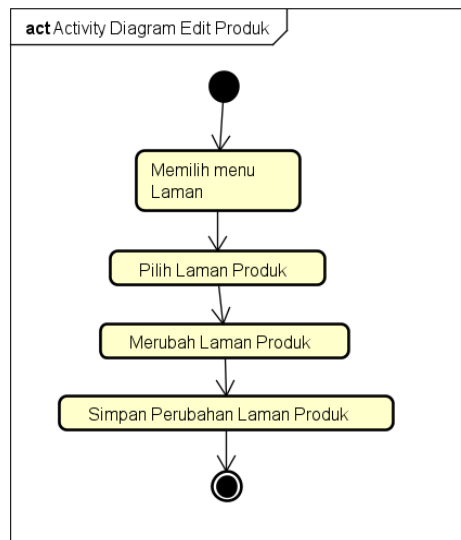 act Activity Diagram Edit Produk
Memilih menu
Laman
Pilih Laman Produk
Merubah Laman Produk
Simpan Perubahan Laman Produk